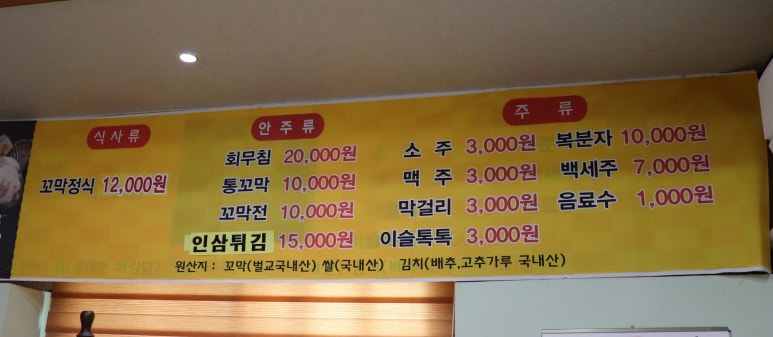 식사류
꼬막정식 12,000원
안주류
회무침 20,000원
통꼬막 10,000원
꼬막전 10,000원
인삼튀김 15,000원
주류
소주 3,000원
맥주 3,000원
막걸리 3,000원
이슬톡톡 3,000원
복분자 10,000원
백세주 7,000원
음료수 1,000원
원산지 : 꼬막(벌교국내산) 쌀(국내산) 김치(배추,고추가루 국내산)